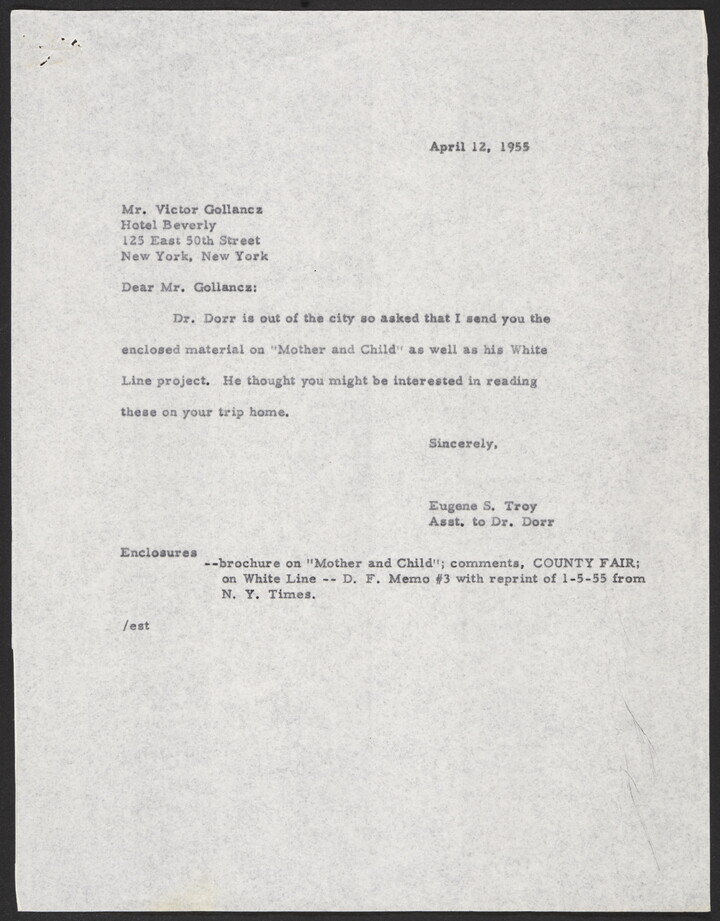 April 12, 1955
Mr. Victor Gollancz
Hotel Beverly
125 East 50th Street
New York, New York
Dear Mr. Gollancz:
Dr. Dorr is out of the city so asked that I send you the
enclosed material on "Mother and Child" as well as his White
Line project. He thought you might be interested in reading
these on your trip home.
Sincerely,
Eugene S. Troy
Asst. to Dr. Dorr
Enclosures
--brochure on "Mother and Child"; comments, COUNTY FAIR;
on White Line -- D. F. Memo #3 with reprint of 1-5-55 from
N. Y. Times.
/est